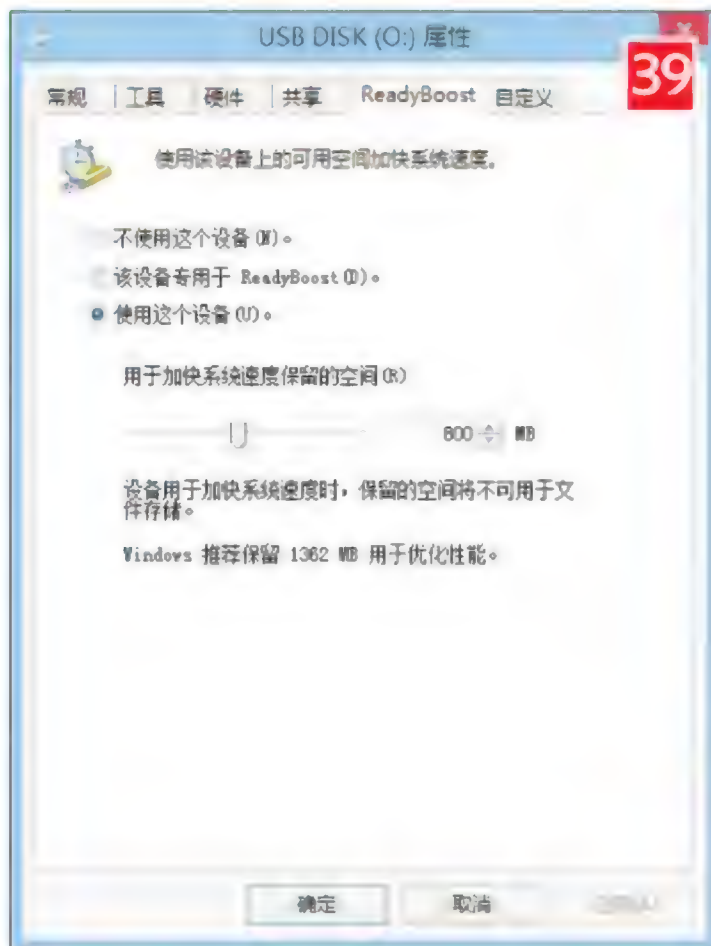 USB DISK (O:) 属性
39
常规 工具 硬件 共享 ReadyBoost 自定义
使用该设备上的可用空间加快系统速度。
不使用这个设备(N)。
该设备专用于 ReadyBoost(D)。
使用这个设备(U)。
用于加快系统速度保留的空间(R)
800 MB
设备用于加快系统速度时，保留的空间将不可用于文
件存储。
Windows 推荐保留 1362 MB 用于优化性能。
确定 取消